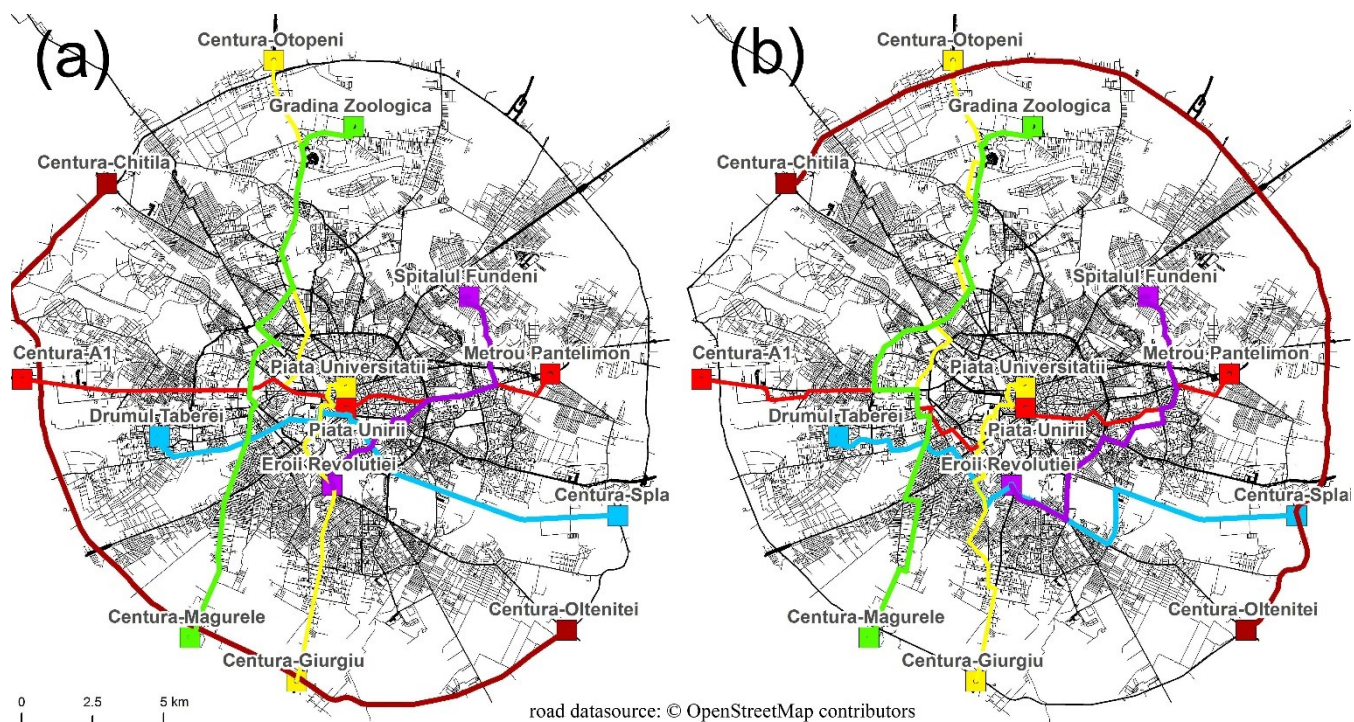 (a)
Centura-Otopeni
Gradina Zoologica
Centura-Chitila
Spitalul Fundeni
Centura-A1
Metrou Pantelimon
Piata Universitatii
Drumul Taberei
Piata Unirii
Eroii Revolutiei
Centura-Splai
Centura-Oltenitei
Centura-Magurele
Centura-Giurgiu
0 2.5 5 km
(b)
Centura-Otopeni
Gradina Zoologica
Centura-Chitila
Spitalul Fundeni
Centura-A1
Metrou Pantelimon
Piata Universitatii
Drumul Taberei
Piata Unirii
Eroii Revolutiei
Centura-Splai
Centura-Oltenitei
Centura-Magurele
Centura-Giurgiu
road datasource: © OpenStreetMap contributors